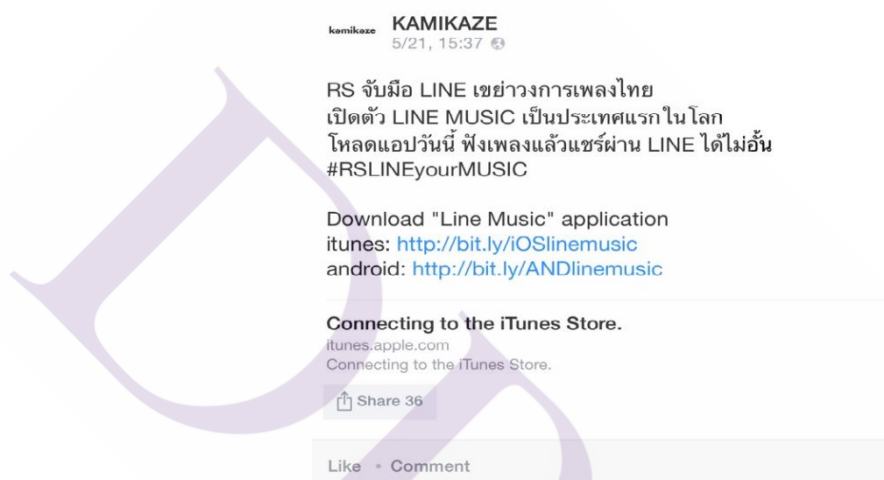 kamikaze KAMIKAZE
5/21, 15:37
RS จับมือ LINE เขย่าวงการเพลงไทย
เปิดตัว LINE MUSIC เป็นประเทศแรกในโลก
โหลดแอปวันนี้ ฟังเพลงแล้วแชร์ผ่าน LINE ได้ไม่อั้น
#RSLINEyourMUSIC
Download "Line Music" application
itunes: http://bit.ly/iOSlinemusic
android: http://bit.ly/ANDlinemusic
Connecting to the iTunes Store.
itunes.apple.com
Connecting to the iTunes Store.
Share 36
Like • Comment